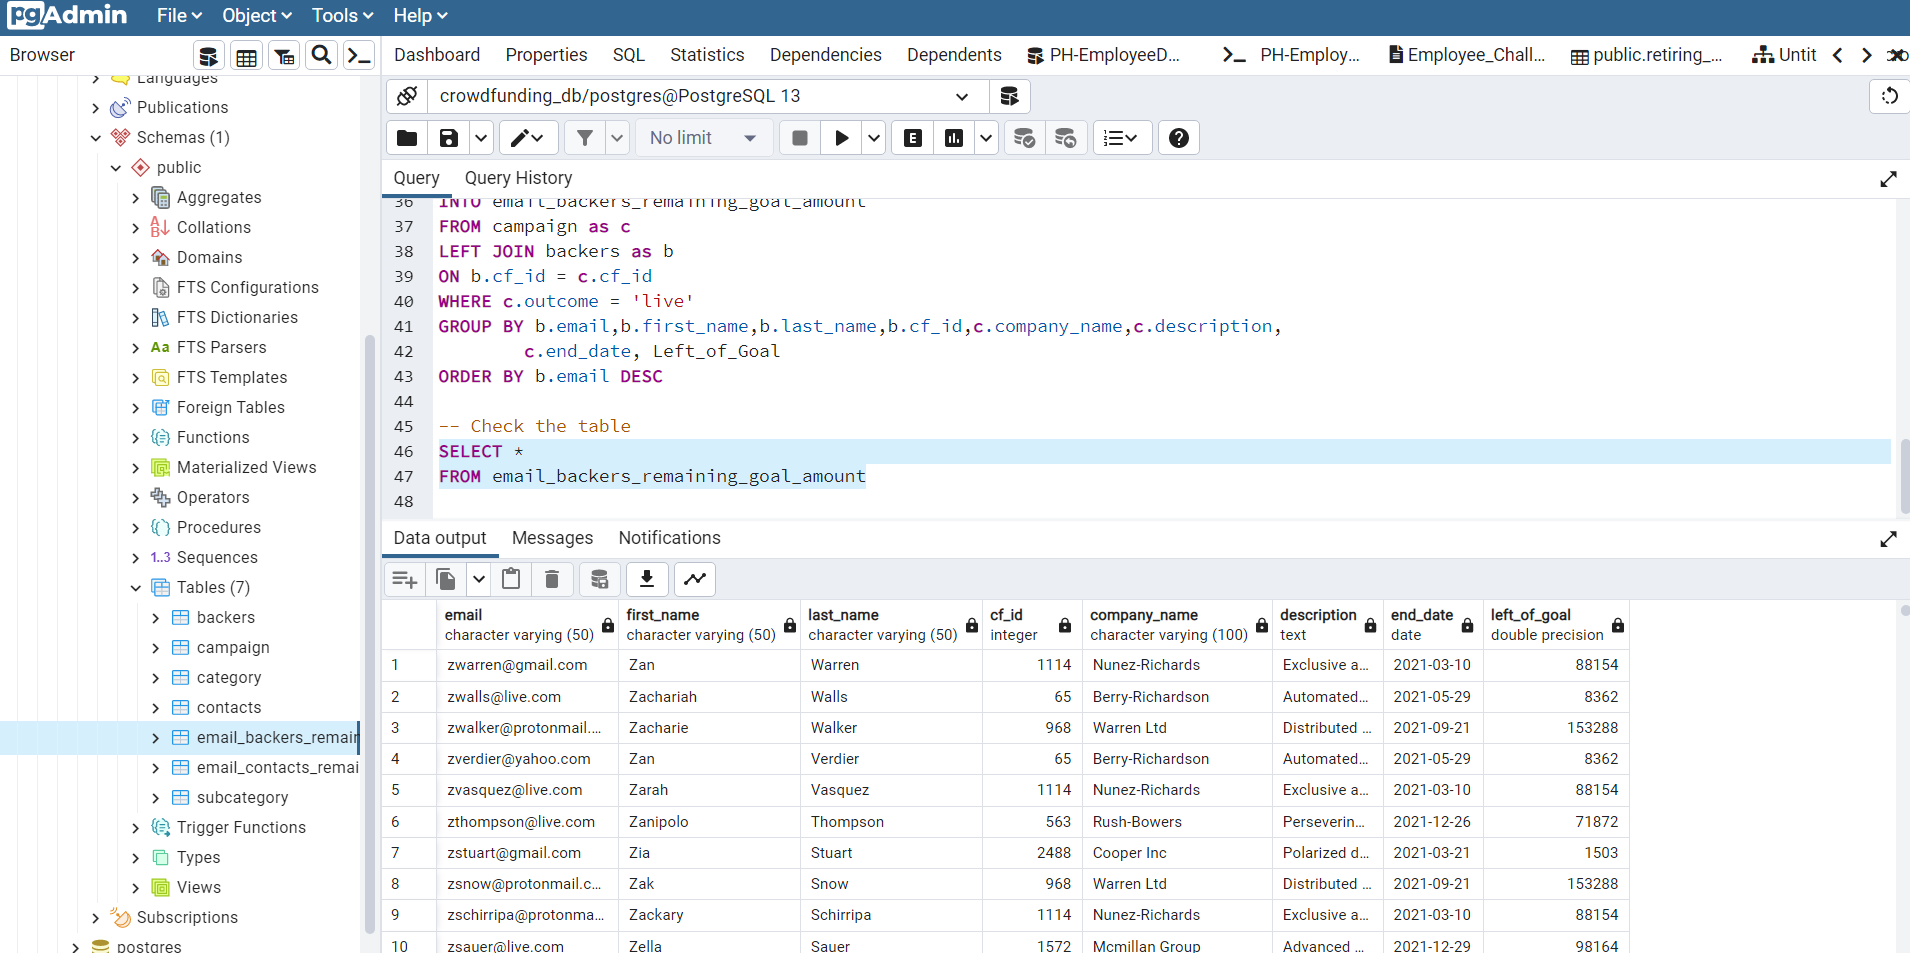 pgAdmin File Object Tools Help
Browser
Dashboard Properties SQL Statistics Dependencies Dependents PH-EmployeeD... PH-Employ... Employee_Chall... public.retiring_... Untit
Languages
Publications
Schemas (1)
public
Aggregates
Collations
Domains
FTS Configurations
FTS Dictionaries
Aa FTS Parsers
FTS Templates
Foreign Tables
Functions
Materialized Views
Operators
Procedures
1..3 Sequences
Tables (7)
backers
campaign
category
contacts
email_backers_remain
email_contacts_remai
subcategory
Trigger Functions
Types
Views
Subscriptions
postgres
crowdfunding_db/postgres@PostgreSQL 13
No limit
E
Query Query History
36 INTO email_backers_remaining_goal_amount
37 FROM campaign as c
38 LEFT JOIN backers as b
39 ON b.cf_id = c.cf_id
40 WHERE c.outcome = 'live'
41 GROUP BY b.email,b.first_name,b.last_name,b.cf_id,c.company_name,c.description,
42 c.end_date, Left_of_Goal
43 ORDER BY b.email DESC
44
45 -- Check the table
46 SELECT *
47 FROM email_backers_remaining_goal_amount
48
Data output Messages Notifications
email first_name last_name cf_id company_name description end_date left_of_goal
character varying (50) character varying (50) character varying (50) integer character varying (100) text date double precision
1 zwarren@gmail.com Zan Warren 1114 Nunez-Richards Exclusive a... 2021-03-10 88154
2 zwalls@live.com Zachariah Walls 65 Berry-Richardson Automated... 2021-05-29 8362
3 zwalker@protonmail.... Zacharie Walker 968 Warren Ltd Distributed ... 2021-09-21 153288
4 zverdier@yahoo.com Zan Verdier 65 Berry-Richardson Automated... 2021-05-29 8362
5 zvasquez@live.com Zarah Vasquez 1114 Nunez-Richards Exclusive a... 2021-03-10 88154
6 zthompson@live.com Zanipolo Thompson 563 Rush-Bowers Perseverin... 2021-12-26 71872
7 zstuart@gmail.com Zia Stuart 2488 Cooper Inc Polarized d... 2021-03-21 1503
8 zsnow@protonmail.c... Zak Snow 968 Warren Ltd Distributed ... 2021-09-21 153288
9 zschirripa@protonma... Zackary Schirripa 1114 Nunez-Richards Exclusive a... 2021-03-10 88154
10 zsauer@live.com Zella Sauer 1572 Mcmillan Group Advanced ... 2021-12-29 98164